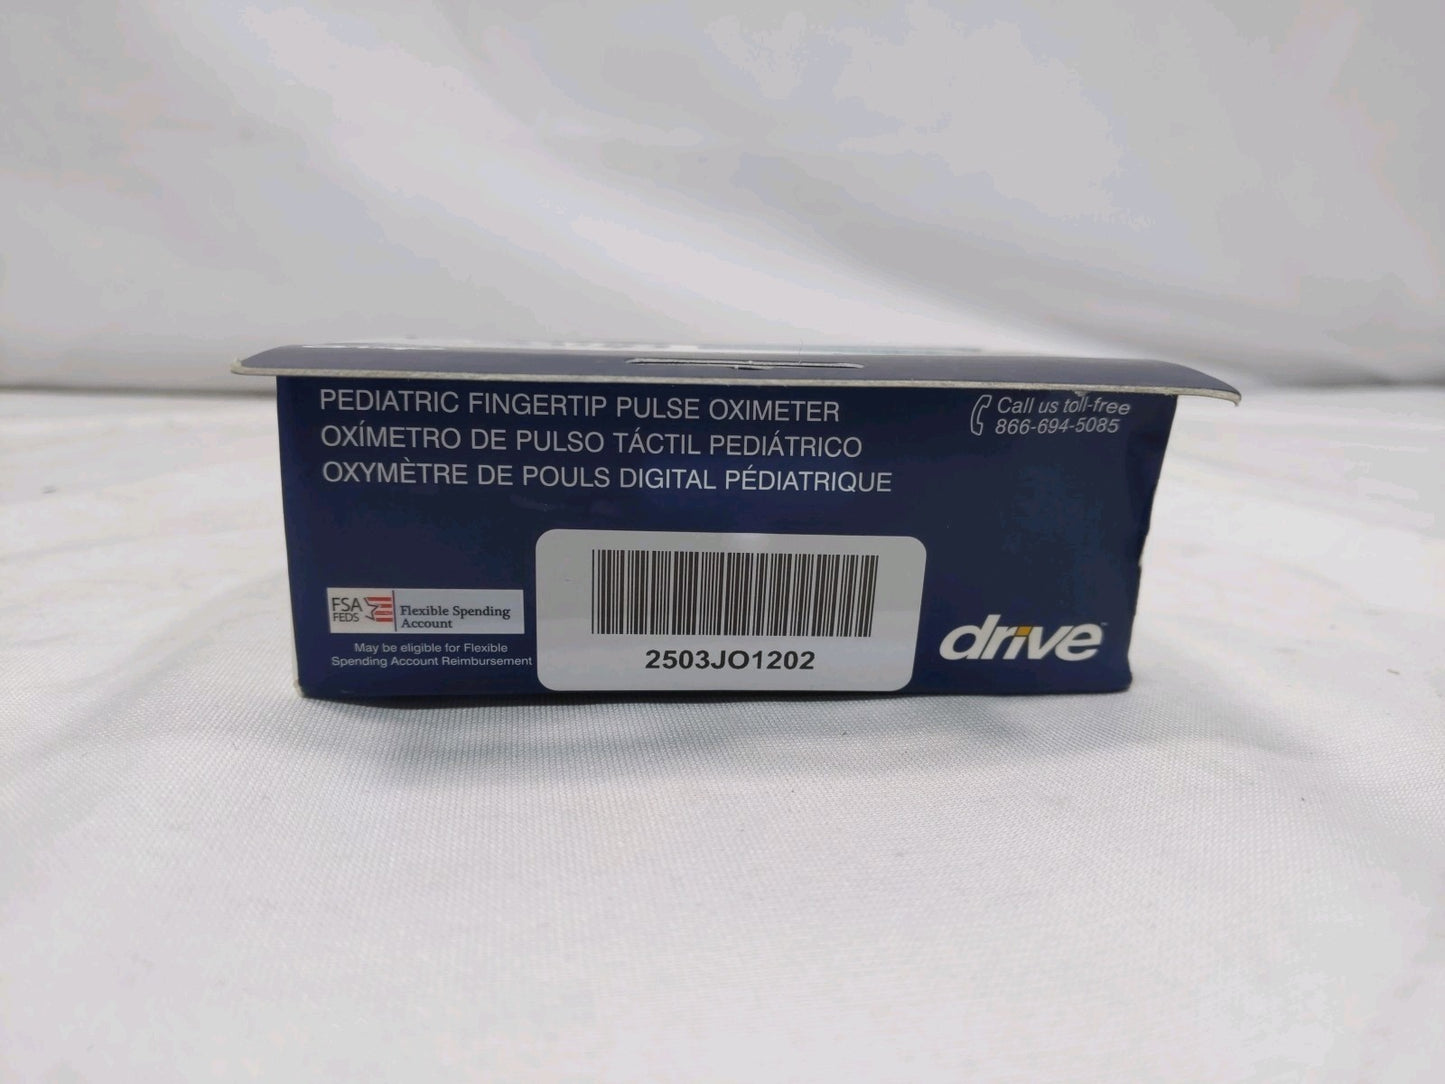 PEDIATRIC FINGERTIP PULSE OXIMETER
OXÍMETRO DE PULSO TÁCTIL PEDIÁTRICO
OXYMÈTRE DE POULS DIGITAL PÉDIATRIQUE
Call us toll-free
866-694-5085
FSA
FEDS
Flexible Spending
Account
May be eligible for Flexible
Spending Account Reimbursement
2503JO1202
drive™